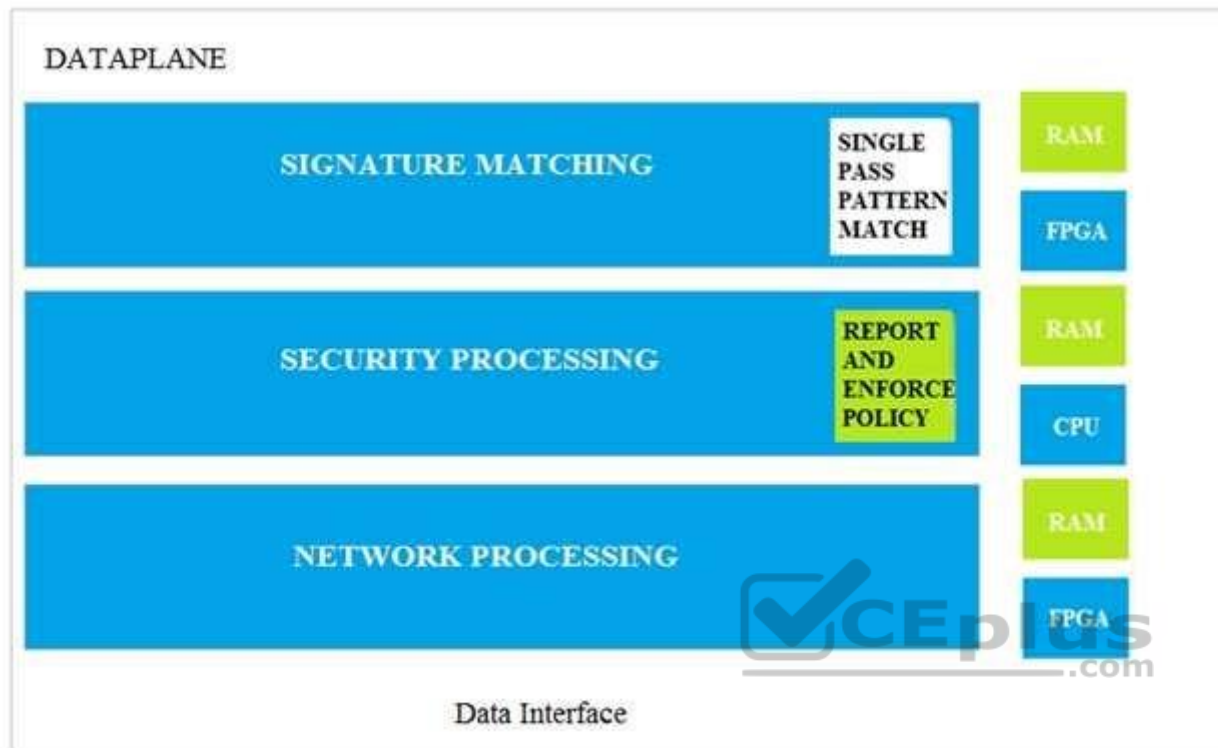 DATAPLANE
SIGNATURE MATCHING
SINGLE
PASS
PATTERN
MATCH
RAM
FPGA
SECURITY PROCESSING
REPORT
AND
ENFORCE
POLICY
RAM
CPU
NETWORK PROCESSING
RAM
FPGA
CEplus
.com
Data Interface